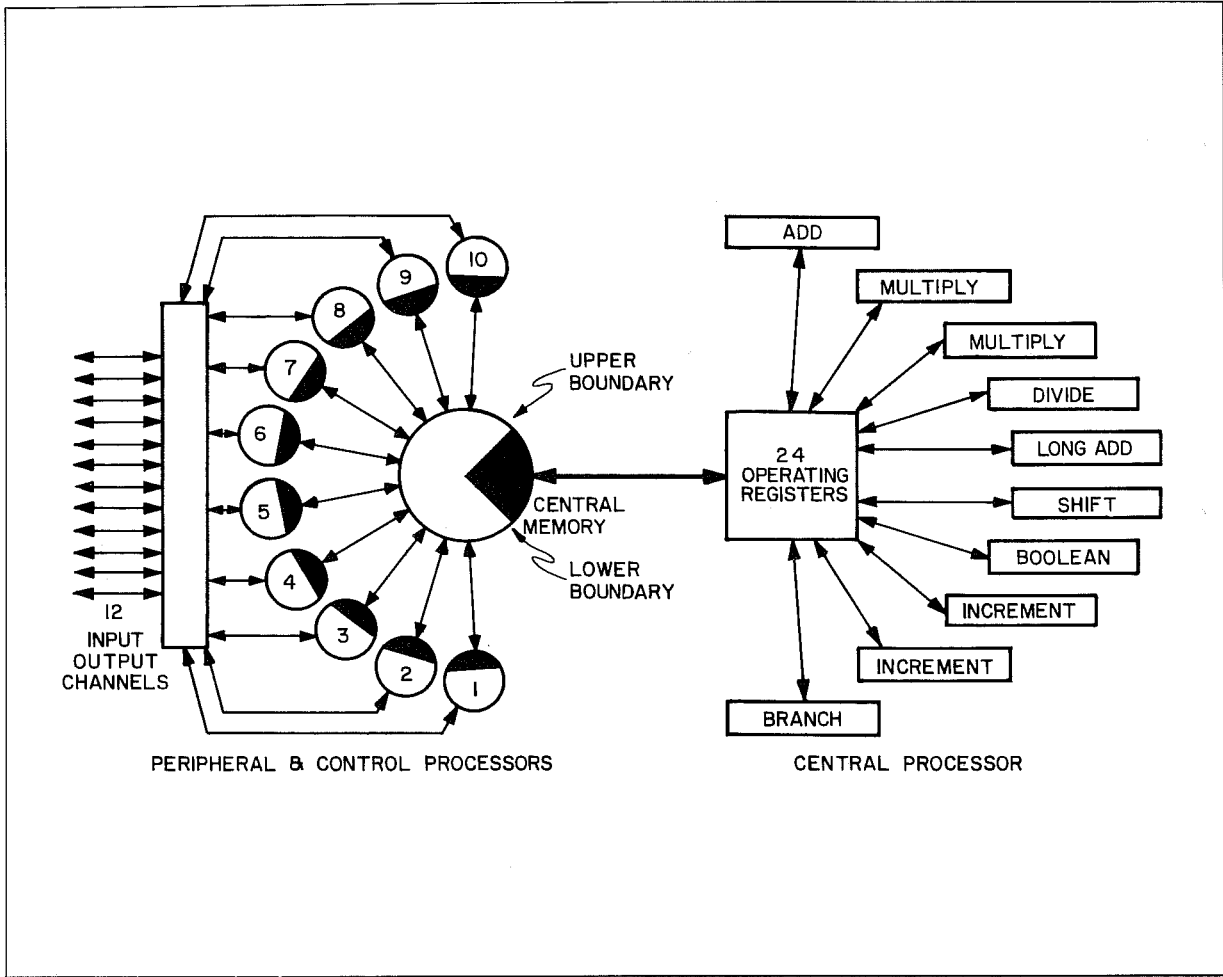 10
9
8
7
6
5
4
3
2
1
12
INPUT
OUTPUT
CHANNELS
UPPER
BOUNDARY
CENTRAL
MEMORY
LOWER
BOUNDARY
PERIPHERAL & CONTROL PROCESSORS
ADD
MULTIPLY
MULTIPLY
DIVIDE
LONG ADD
SHIFT
BOOLEAN
INCREMENT
INCREMENT
BRANCH
24
OPERATING
REGISTERS
CENTRAL PROCESSOR